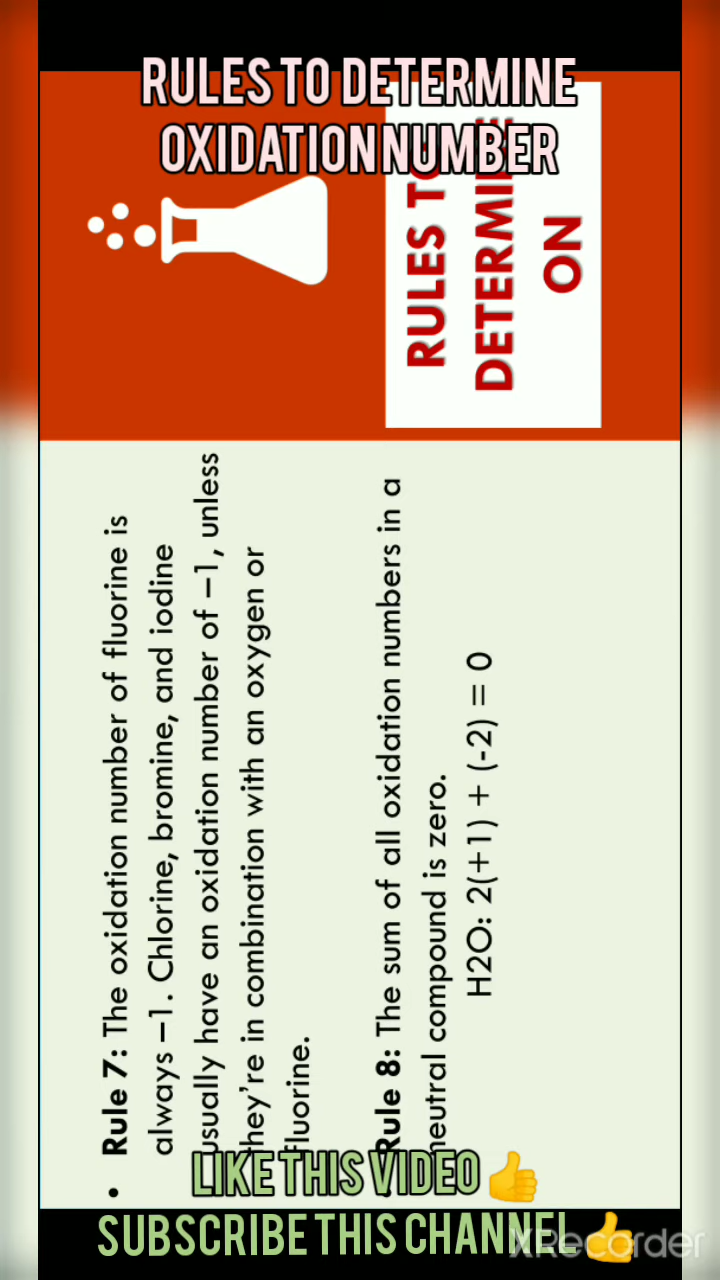 RULES TO DETERMINE
OXIDATION NUMBER
RULES TO
DETERMINE
ON
• Rule 7: The oxidation number of fluorine is
always –1. Chlorine, bromine, and iodine
usually have an oxidation number of –1, unless
they're in combination with an oxygen or
fluorine.
• Rule 8: The sum of all oxidation numbers in a
neutral compound is zero.
H2O: 2(+1) + (-2) = 0
LIKE THIS VIDEO 👍
SUBSCRIBE THIS CHANNEL 👍
XRecorder